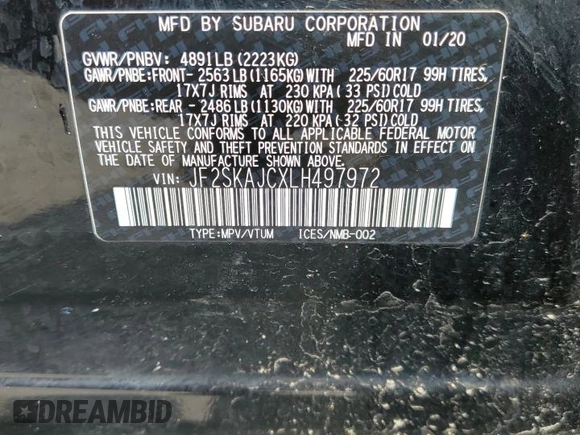 MFD BY SUBARU CORPORATION
MFD IN 01/20
GVWR/PNBV: 4891LB (2223KG)
GAWR/PNBE:FRONT- 2563 LB (1165KG)WITH 225/60R17 99H TIRES,
17X7J RIMS AT 230 KPA (33 PSI)COLD
GAWR/PNBE:REAR - 2486 LB (1130KG)WITH 225/60R17 99H TIRES,
17X7J RIMS AT 220 KPA (32 PSI)COLD
THIS VEHICLE CONFORMS TO ALL APPLICABLE FEDERAL MOTOR
VEHICLE SAFETY AND THEFT PREVENTION STANDARDS IN EFFECT
ON THE DATE OF MANUFACTURE SHOWN ABOVE.
VIN: JF2SKAJCXLH497972
TYPE:MPV/VTUM ICES/NMB-002
DREAMBID